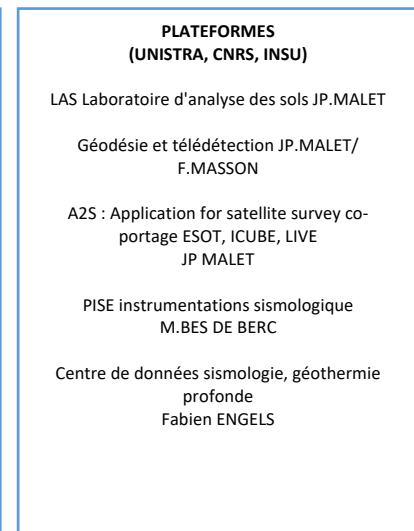 PLATEFORMES
(UNISTRA, CNRS, INSU)
LAS Laboratoire d'analyse des sols JP.MALET
Géodésie et télédétection JP.MALET/
F.MASSON
A2S : Application for satellite survey co-
portage ESOT, ICUBE, LIVE
JP MALET
PISE instrumentations sismologique
M.BES DE BERC
Centre de données sismologie, géothermie
profonde
Fabien ENGELS